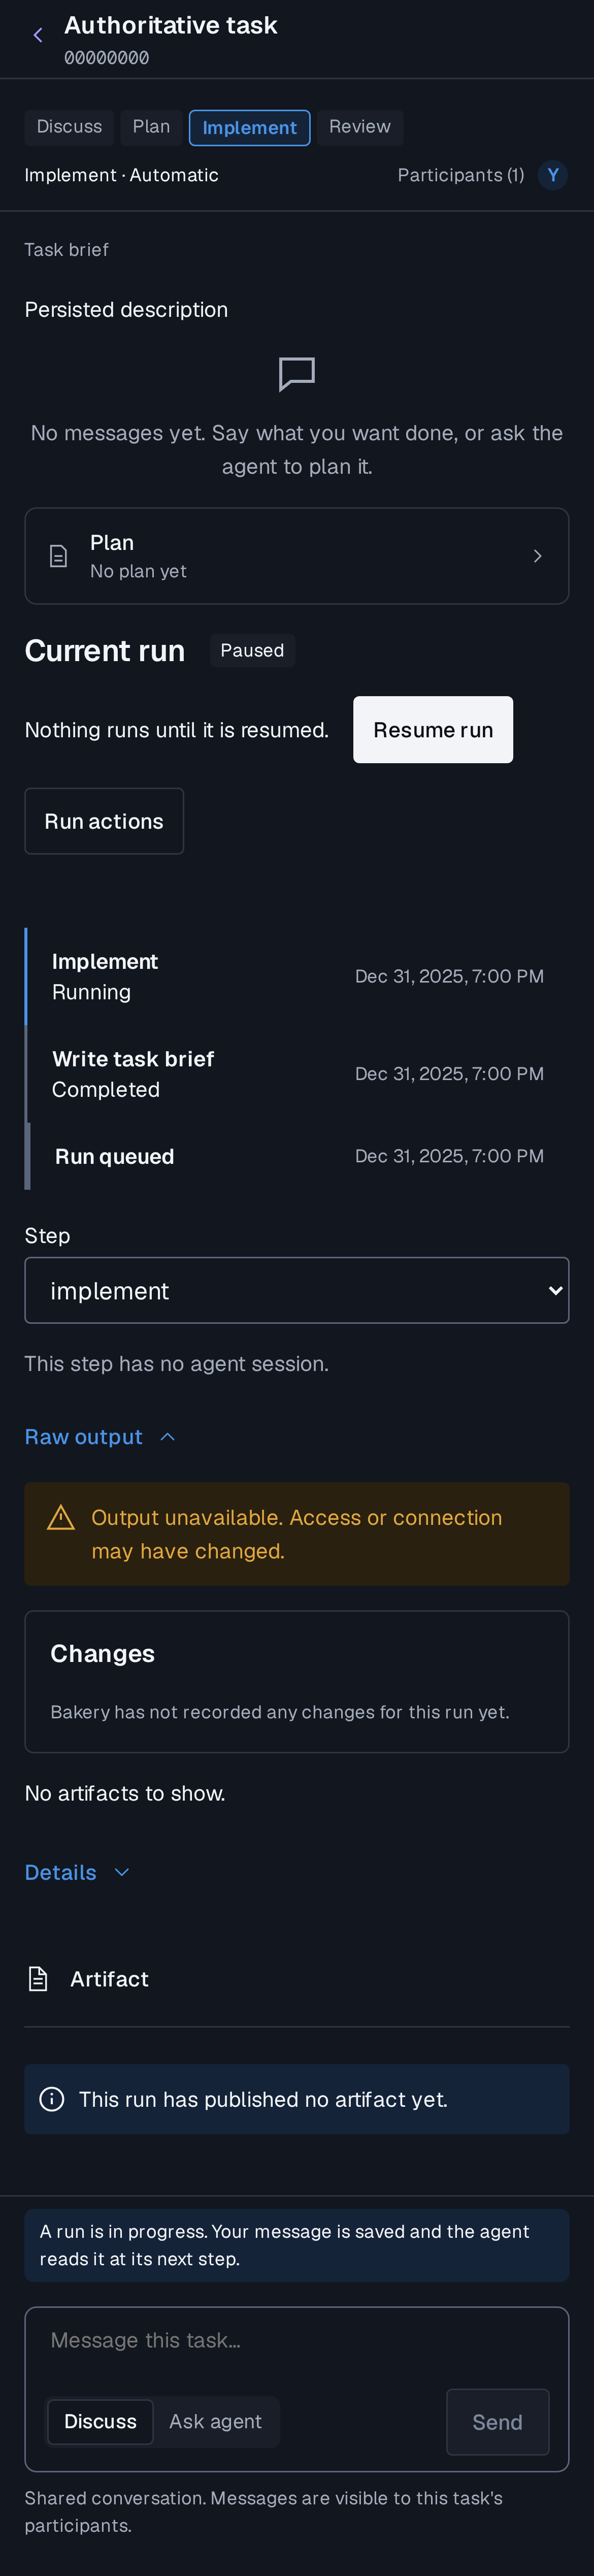 Authoritative task
00000000
Discuss Plan Implement Review
Implement · Automatic Participants (1) Y
Task brief
Persisted description
No messages yet. Say what you want done, or ask the
agent to plan it.
Plan
No plan yet
Current run Paused
Nothing runs until it is resumed. Resume run
Run actions
Implement
Running
Dec 31, 2025, 7:00 PM
Write task brief
Completed
Dec 31, 2025, 7:00 PM
Run queued Dec 31, 2025, 7:00 PM
Step
implement
This step has no agent session.
Raw output
Output unavailable. Access or connection
may have changed.
Changes
Bakery has not recorded any changes for this run yet.
No artifacts to show.
Details
Artifact
This run has published no artifact yet.
A run is in progress. Your message is saved and the agent
reads it at its next step.
Message this task...
Discuss Ask agent Send
Shared conversation. Messages are visible to this task's
participants.